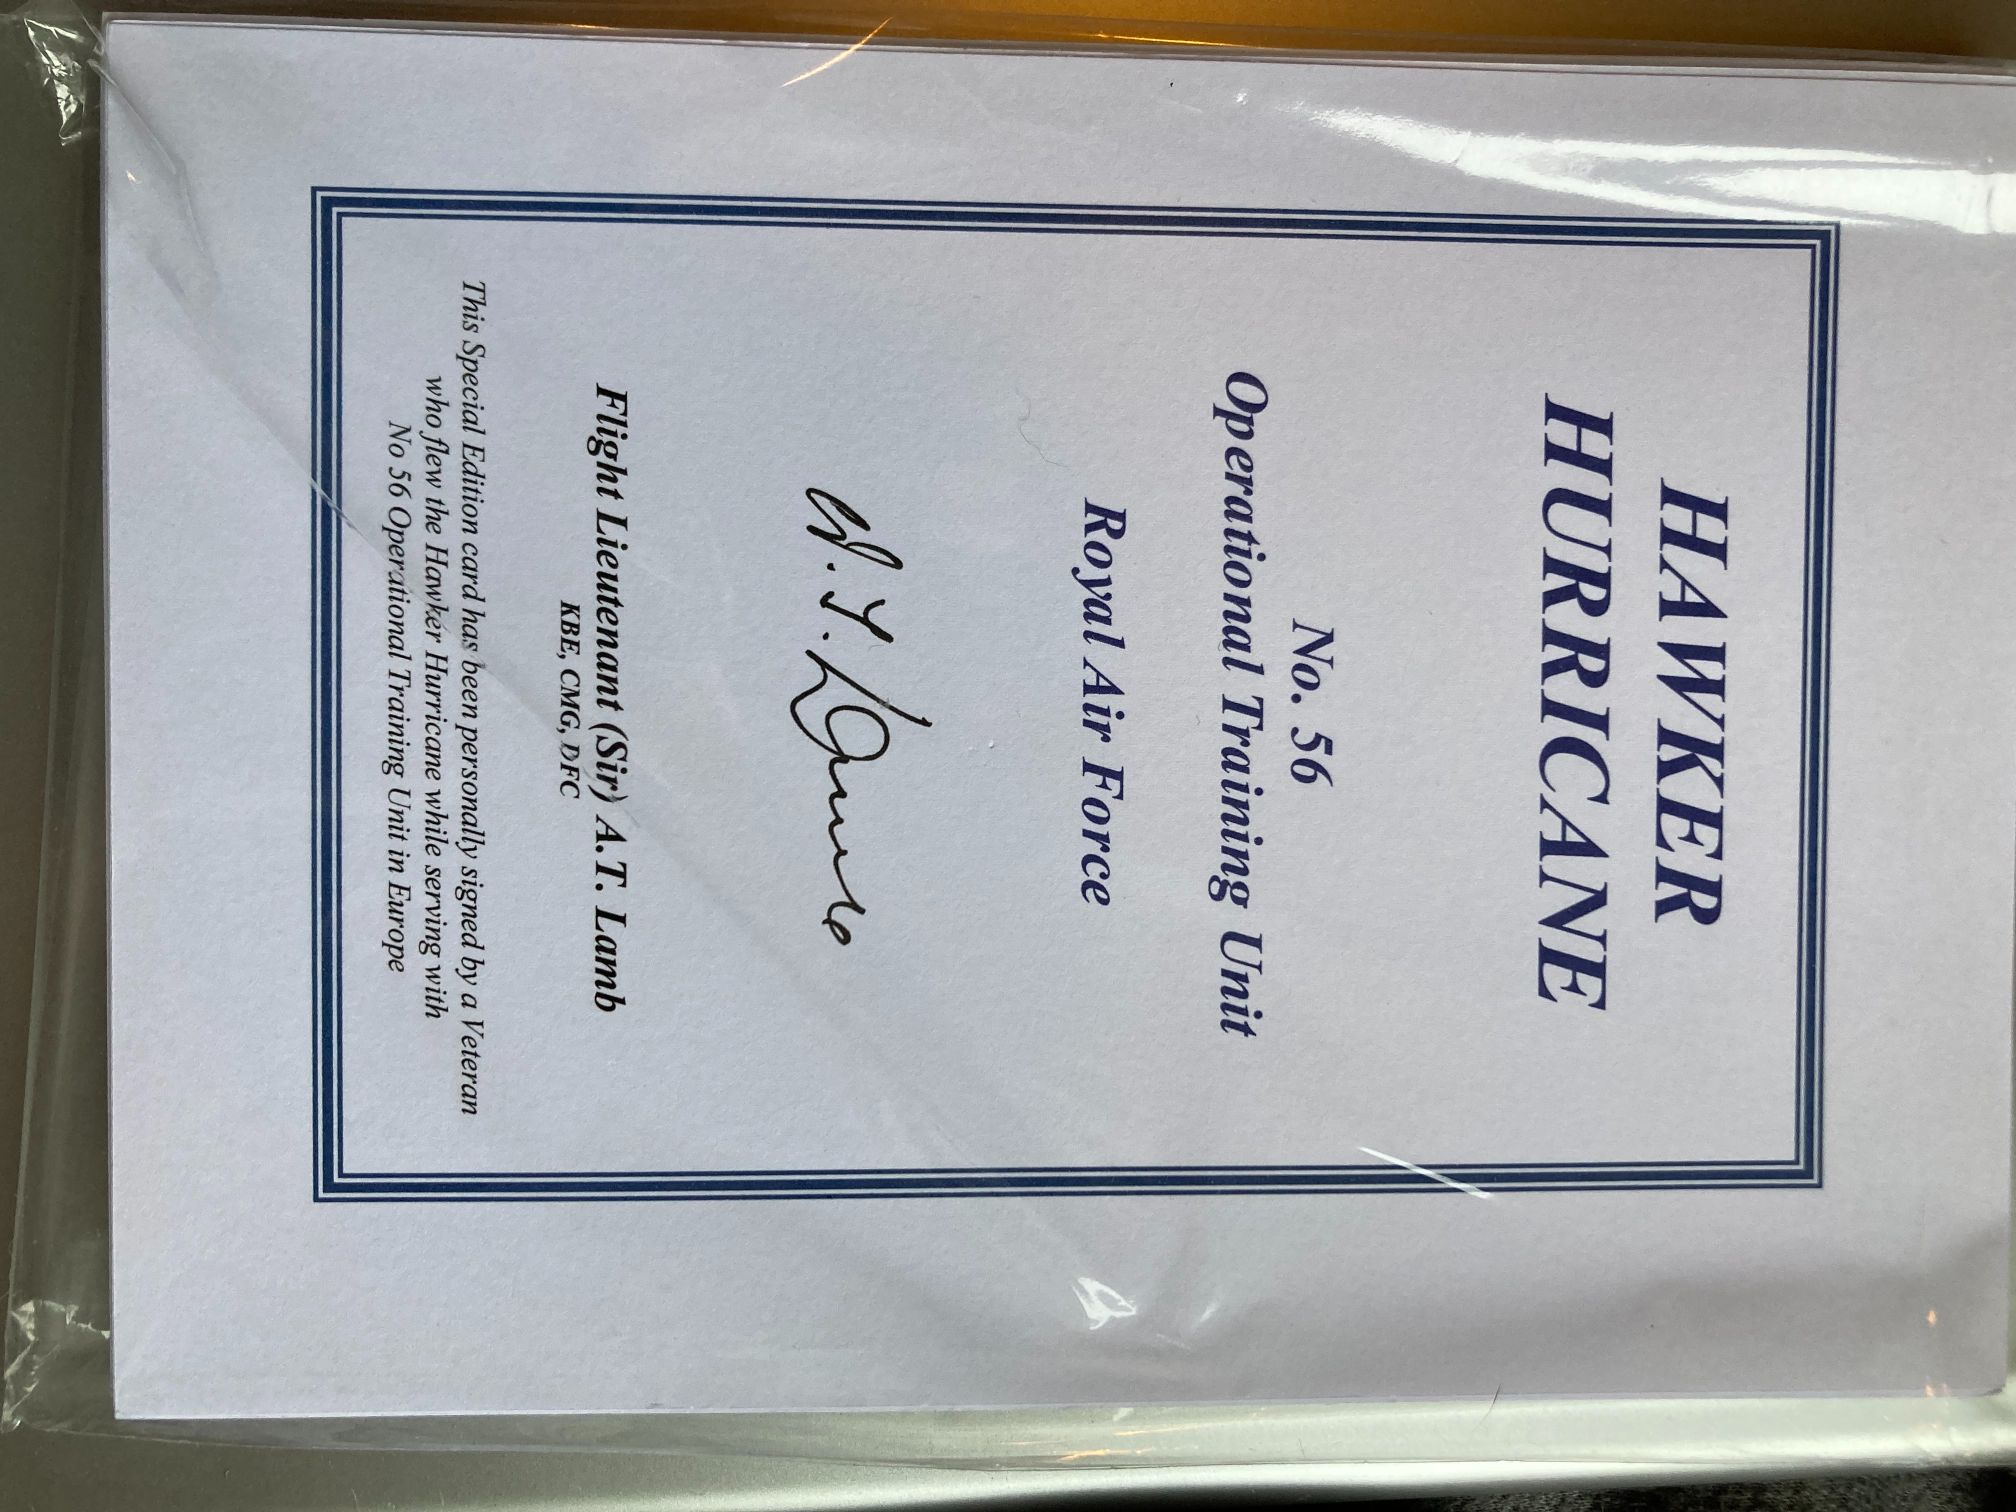 HAWKER
HURRICANE
No. 56
Operational Training Unit
Royal Air Force
A. T. Lamb
Flight Lieutenant (Sir) A.T. Lamb
KBE, CMG, DFC
This Special Edition card has been personally signed by a Veteran
who flew the Hawker Hurricane while serving with
No 56 Operational Training Unit in Europe